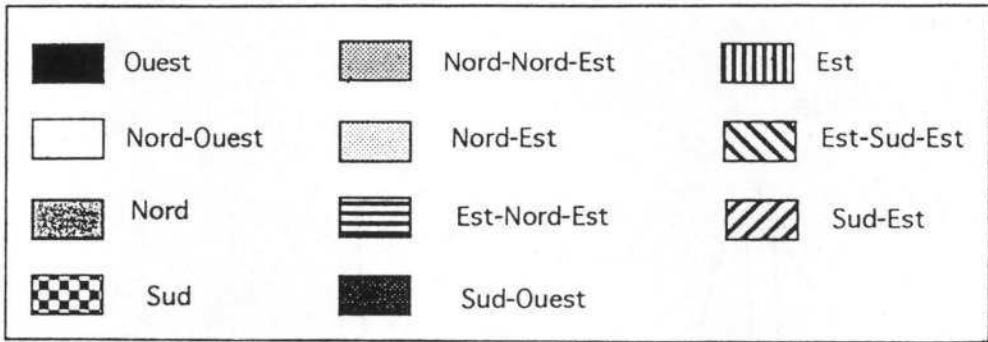 Ouest
Nord-Nord-Est
Est
Nord-Ouest
Nord-Est
Est-Sud-Est
Nord
Est-Nord-Est
Sud-Est
Sud
Sud-Ouest